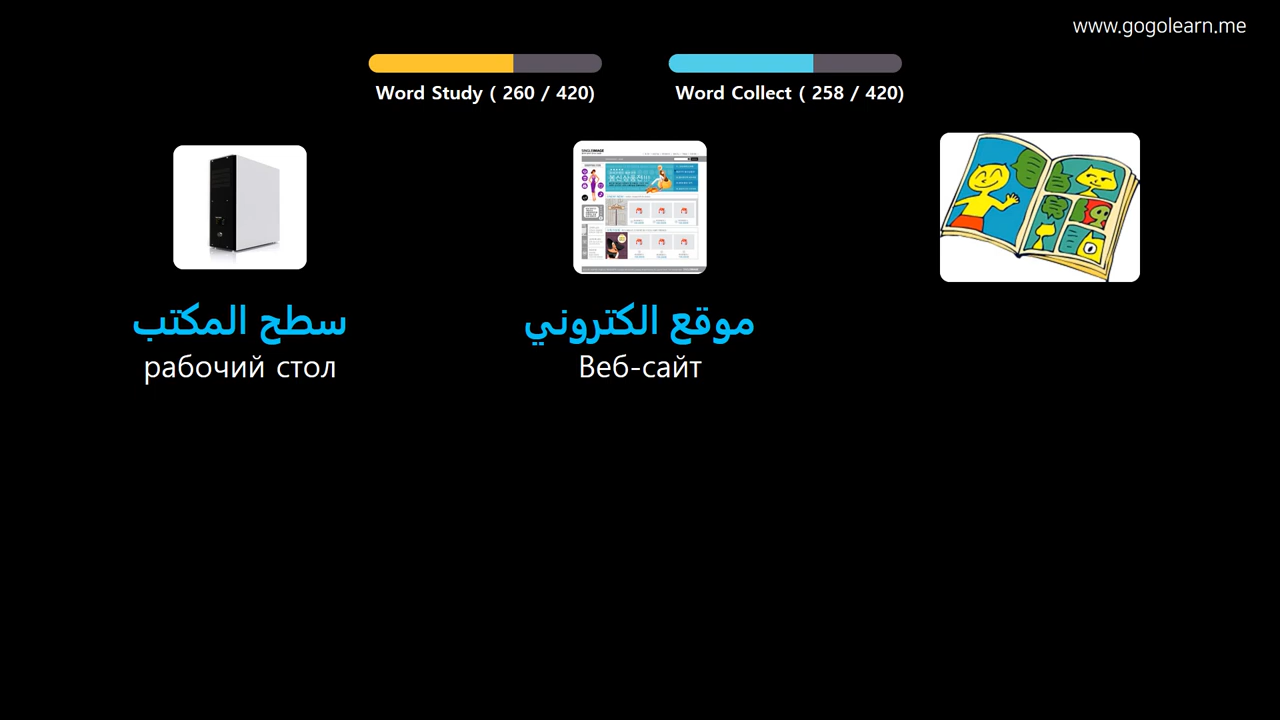 www.gogolearn.me
Word Study ( 260 / 420)
Word Collect ( 258 / 420)
سطح المكتب
рабочий стол
موقع الكتروني
Веб-сайт